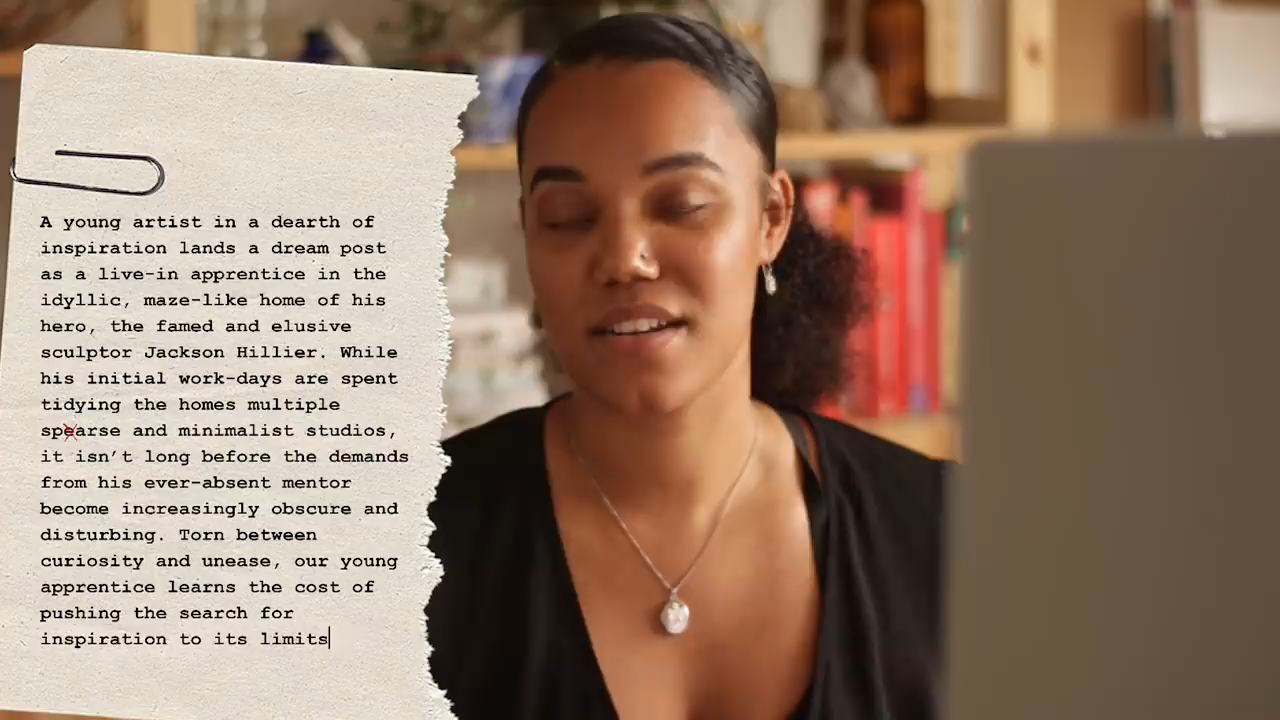 A young artist in a dearth of
inspiration lands a dream post
as a live-in apprentice in the
idyllic, maze-like home of his
hero, the famed and elusive
sculptor Jackson Hillier. While
his initial work-days are spent
tidying the homes multiple
spearse and minimalist studios,
it isn't long before the demands
from his ever-absent mentor
become increasingly obscure and
disturbing. Torn between
curiosity and unease, our young
apprentice learns the cost of
pushing the search for
inspiration to its limits